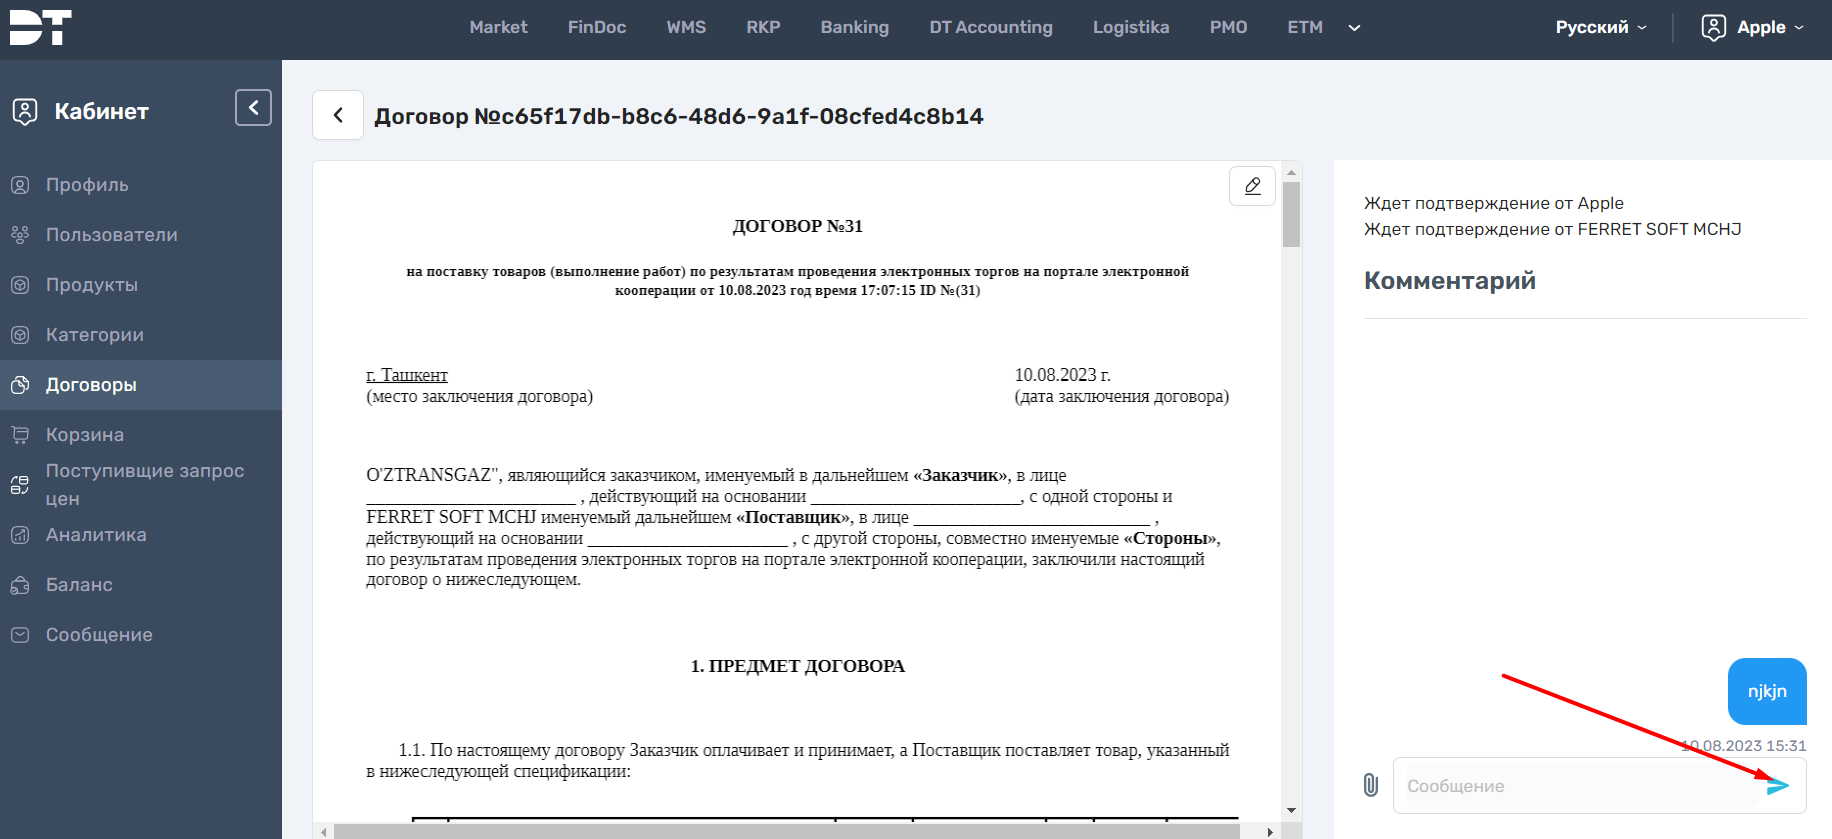 DT
Market
FinDoc
WMS
RKP
Banking
DT Accounting
Logistika
PMO
ETM
Русский
Apple
Кабинет
Профиль
Пользователи
Продукты
Категории
Договоры
Корзина
Поступивщие запрос
цен
Аналитика
Баланс
Сообщение
Договор №c65f17db-b8c6-48d6-9a1f-08cfed4c8b14
ДОГОВОР №31
на поставку товаров (выполнение работ) по результатам проведения электронных торгов на портале электронной
кооперации от 10.08.2023 год время 17:07:15 ID №(31)
г. Ташкент
(место заключения договора)
10.08.2023 г.
(дата заключения договора)
O'ZTRANSGAZ", являющийся заказчиком, именуемый в дальнейшем «Заказчик», в лице
_______________________ , действующий на основании _______________________, с одной стороны и
FERRET SOFT MCHJ именуемый дальнейшем «Поставщик», в лице __________________________ ,
действующий на основании ______________________ , с другой стороны, совместно именуемые «Стороны»,
по результатам проведения электронных торгов на портале электронной кооперации, заключили настоящий
договор о нижеследующем.
1. ПРЕДМЕТ ДОГОВОРА
1.1. По настоящему договору Заказчик оплачивает и принимает, а Поставщик поставляет товар, указанный
в нижеследующей спецификации:
Ждет подтверждение от Apple
Ждет подтверждение от FERRET SOFT MCHJ
Комментарий
njkjn
10.08.2023 15:31
Сообщение